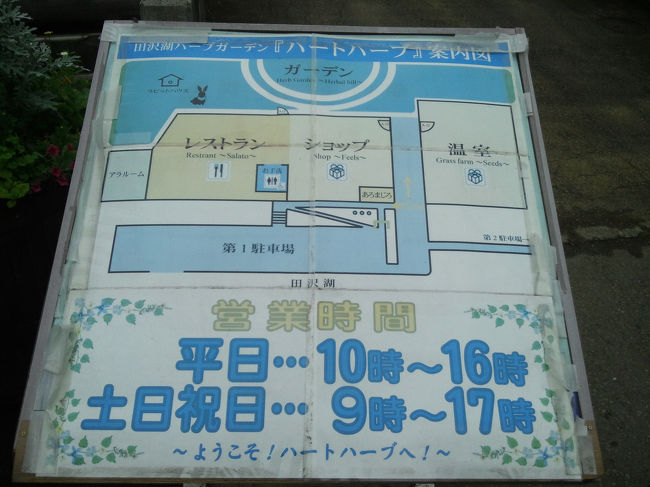 田沢湖ハーブガーデン『ハートハーブ』案内図
ガーデン
Herb Garden ~Herbal hill~
ラビットハウス
レストラン
Restrant ~Salato~
ショップ
Shop ~Feels~
温室
Grass farm ~Seeds~
お手洗
アラルーム
あろまじろ
第1駐車場
第2駐車場
田沢湖
営業時間
平日…10時～16時
土日祝日…9時～17時
～ようこそ！ハートハーブへ！～